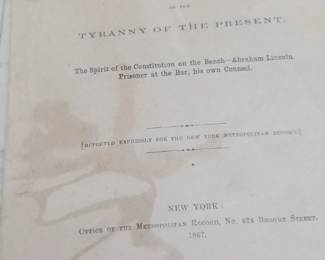 OR THE
TYRANNY OF THE PRESENT.
The Spirit of the Constitution on the Bench—Abraham Lincoln,
Prisoner at the Bar, his own Counsel.
[REPORTED EXPRESSLY FOR THE NEW YORK METROPOLITAN RECORD.]
NEW YORK:
OFFICE OF THE METROPOLITAN RECORD, No. 424 BROOME STREET.
1867.